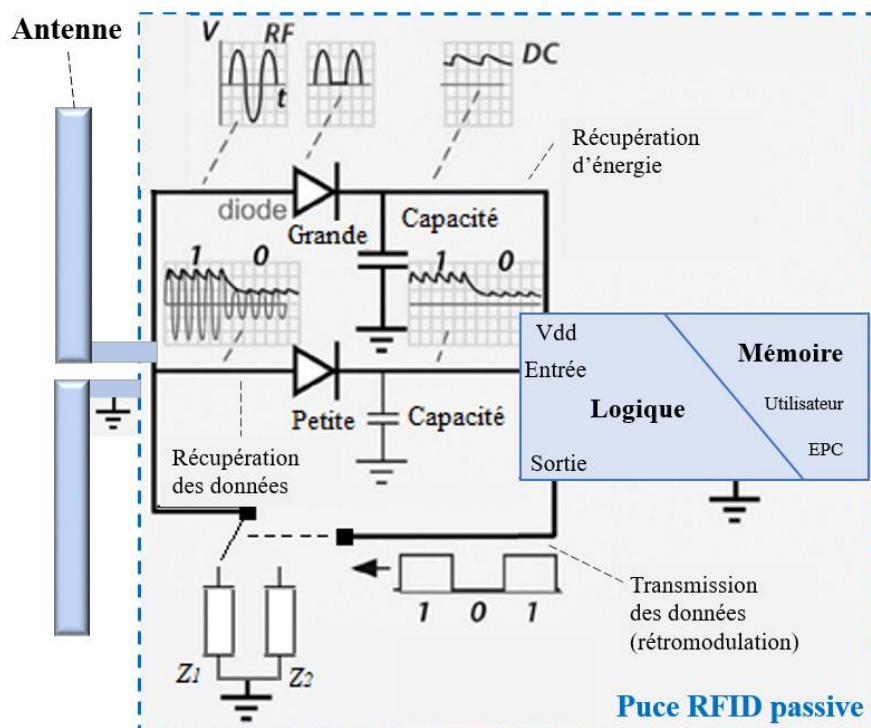 Antenne
V RF
t
DC
Récupération
d'énergie
diode
Grande
Capacité
1 0
1 0
Vdd
Entrée
Logique
Sortie
Mémoire
Utilisateur
EPC
Petite
Capacité
Récupération
des données
1 0 1
Transmission
des données
(rétromodulation)
Z1
Z2
Puce RFID passive